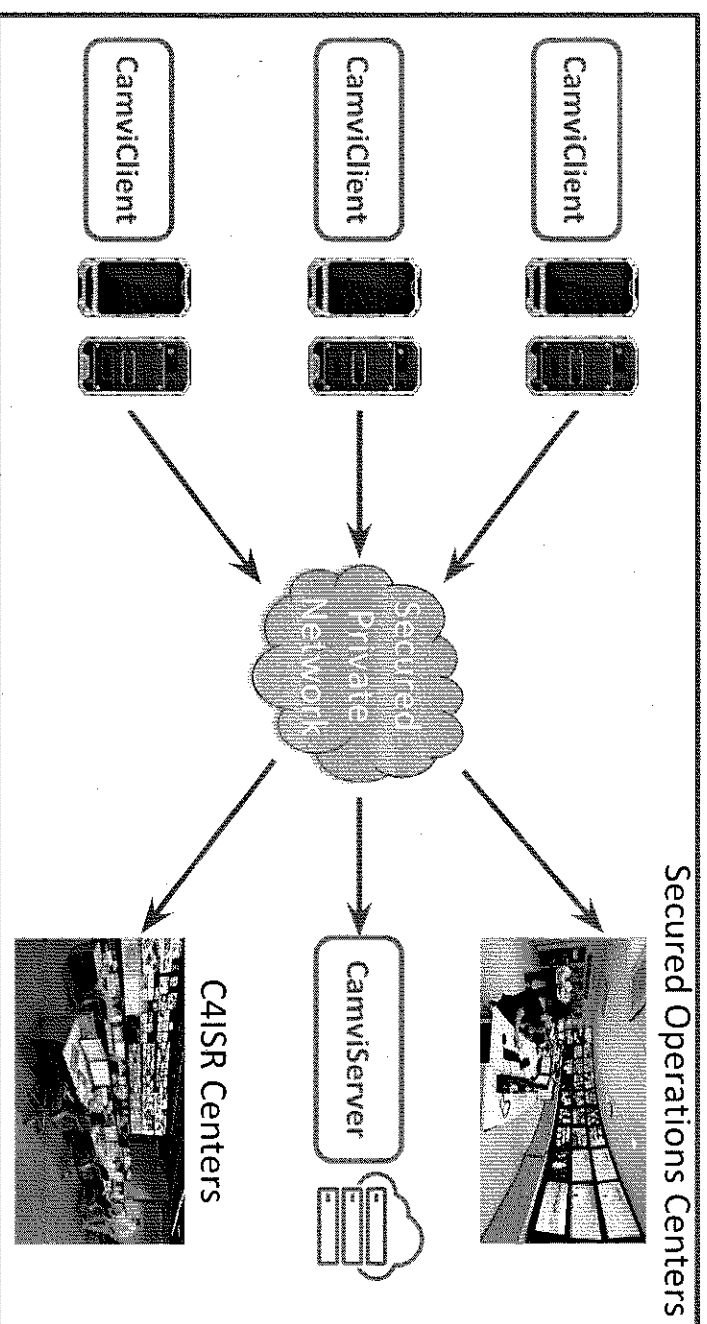 Secured Operations Centers
CamviClient
CamviClient
CamviClient
Secured
Private
Network
CamviServer
C4ISR Centers